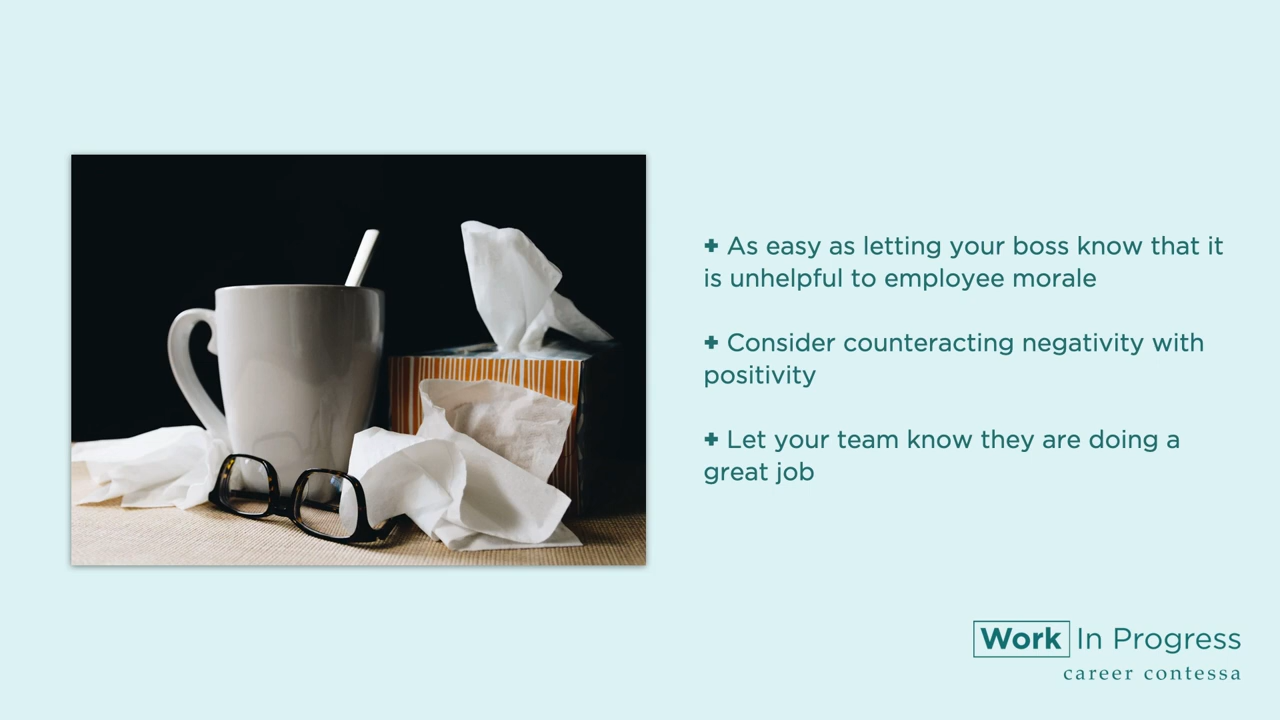 + As easy as letting your boss know that it
is unhelpful to employee morale
+ Consider counteracting negativity with
positivity
+ Let your team know they are doing a
great job
Work In Progress
career contessa